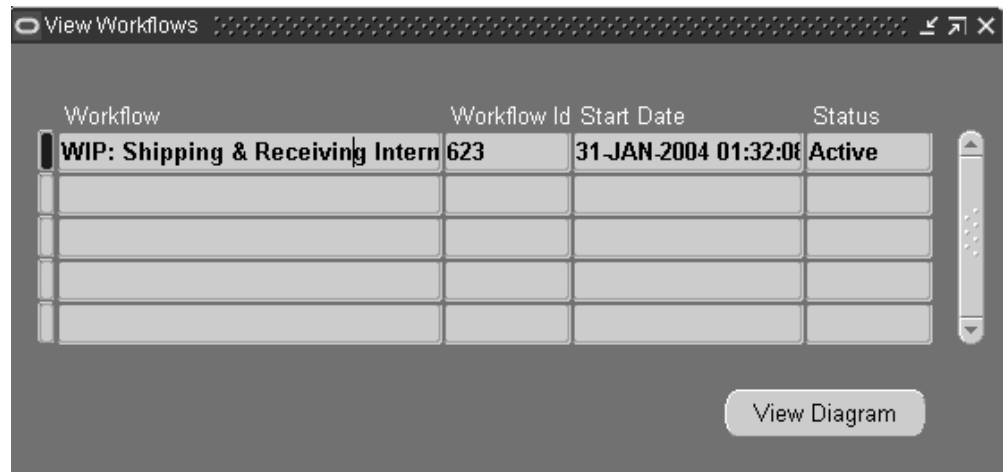 View Workflows
Workflow Workflow Id Start Date Status
WIP: Shipping & Receiving Intern 623 31-JAN-2004 01:32:08 Active
View Diagram